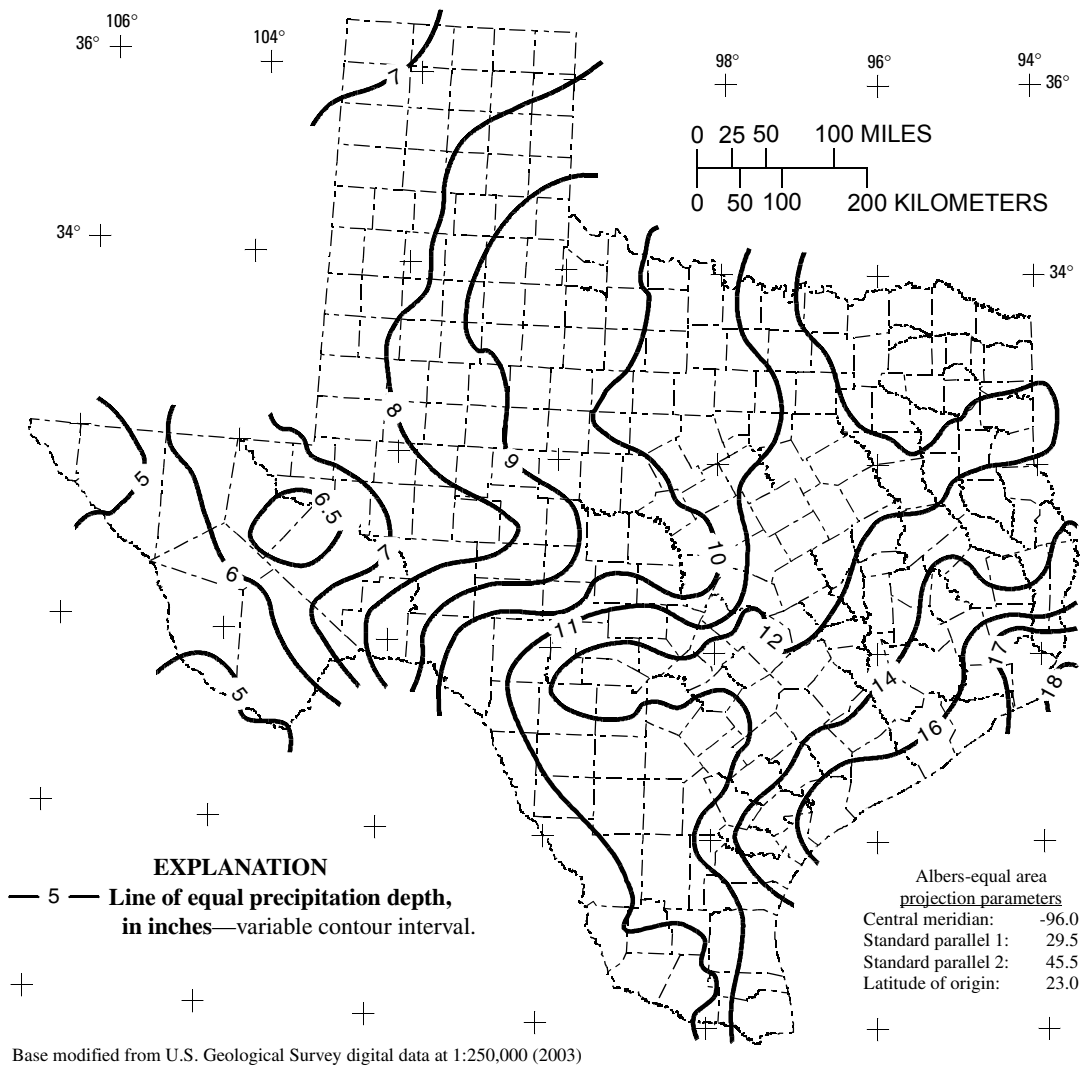 106°
36°
104°
98°
96°
94°
36°
0 25 50 100 MILES
0 50 100 200 KILOMETERS
34°
34°
7
8
9
5
6.5
7
6
10
11
12
5
14
17
18
16
EXPLANATION
5 Line of equal precipitation depth,
in inches—variable contour interval.
Albers-equal area
projection parameters
Central meridian: -96.0
Standard parallel 1: 29.5
Standard parallel 2: 45.5
Latitude of origin: 23.0
Base modified from U.S. Geological Survey digital data at 1:250,000 (2003)